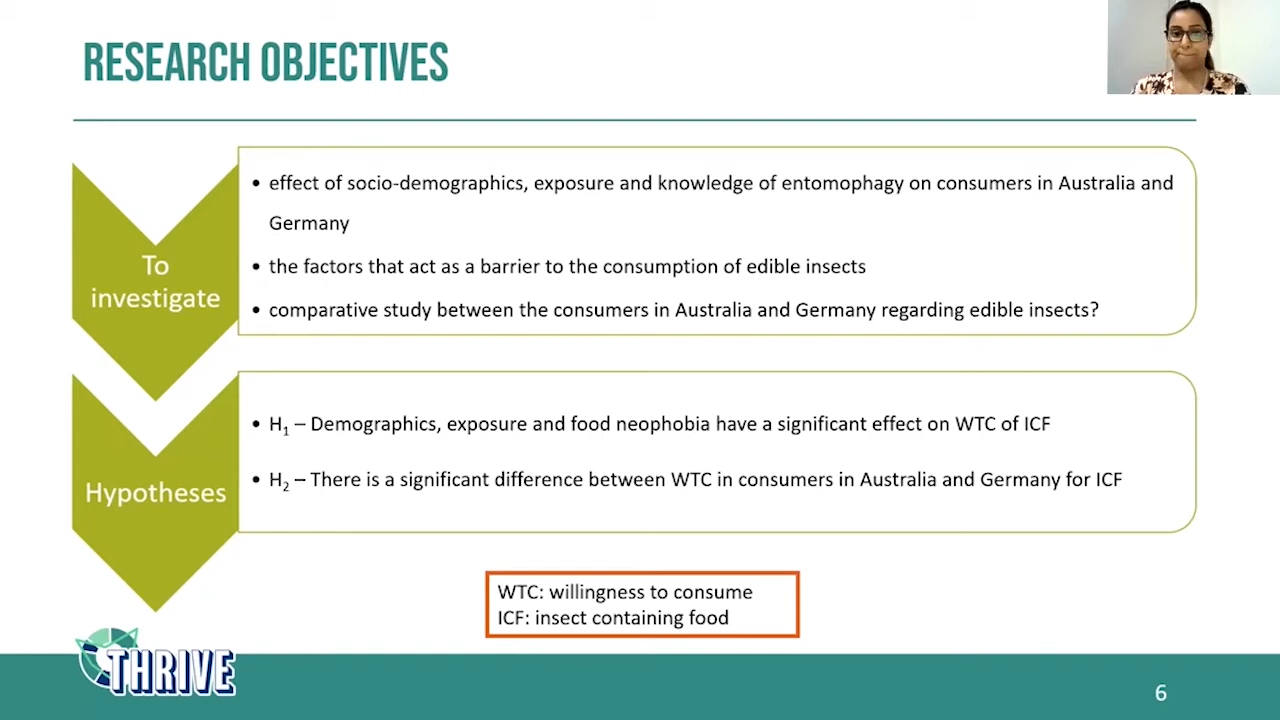 RESEARCH OBJECTIVES
To
investigate
• effect of socio-demographics, exposure and knowledge of entomophagy on consumers in Australia and
Germany
• the factors that act as a barrier to the consumption of edible insects
• comparative study between the consumers in Australia and Germany regarding edible insects?
Hypotheses
• H₁ – Demographics, exposure and food neophobia have a significant effect on WTC of ICF
• H₂ – There is a significant difference between WTC in consumers in Australia and Germany for ICF
WTC: willingness to consume
ICF: insect containing food
THRIVE
6